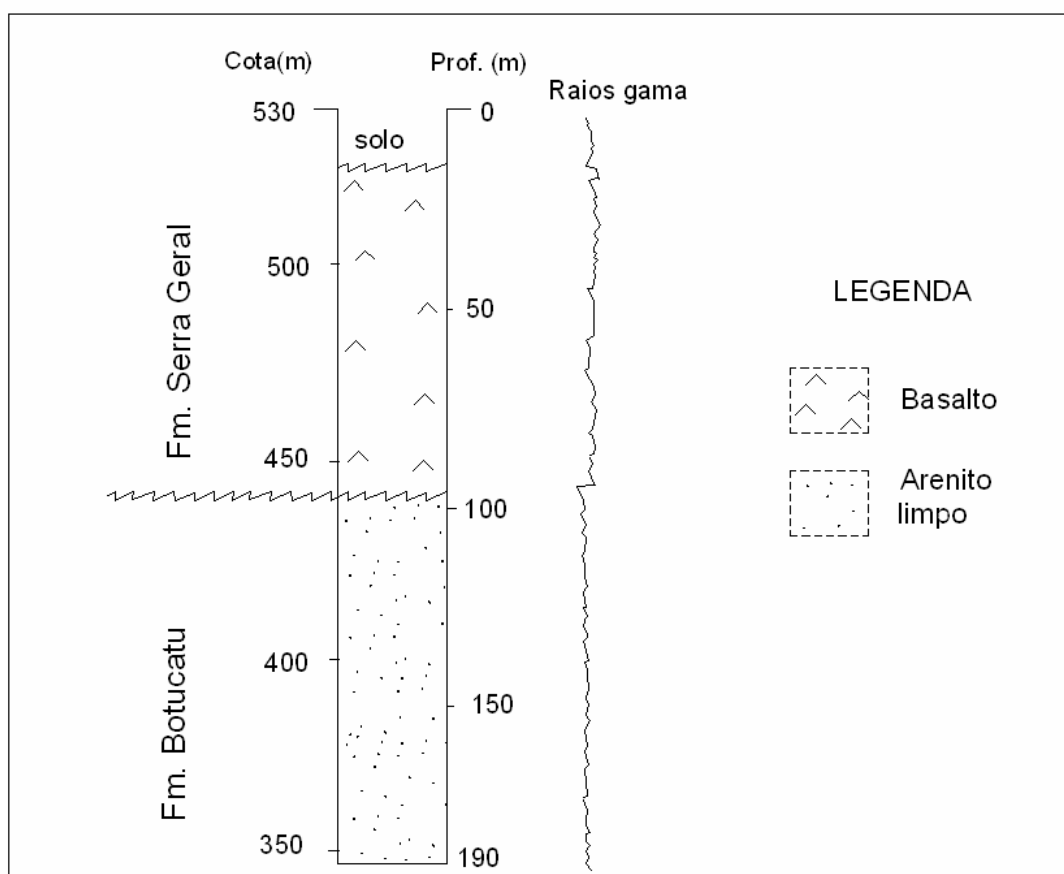 Cota(m)
Prof. (m)
Raios gama
530
0
solo
500
50
450
100
400
150
350
190
Fm. Serra Geral
Fm. Botucatu
LEGENDA
Basalto
Arenito
limpo